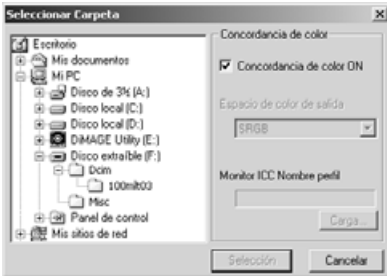 Seleccionar Carpeta
Escritorio
Mis documentos
Mi PC
Disco de 3½ (A:)
Disco local (C:)
Disco local (D:)
DiMAGE Utility (E:)
Disco extraíble (F:)
Dcim
100mlt03
Misc
Panel de control
Mis sitios de red
Concordancia de color
Concordancia de color ON
Espacio de color de salida
SRGB
Monitor ICC Nombre perfil
Carga...
Selección
Cancelar